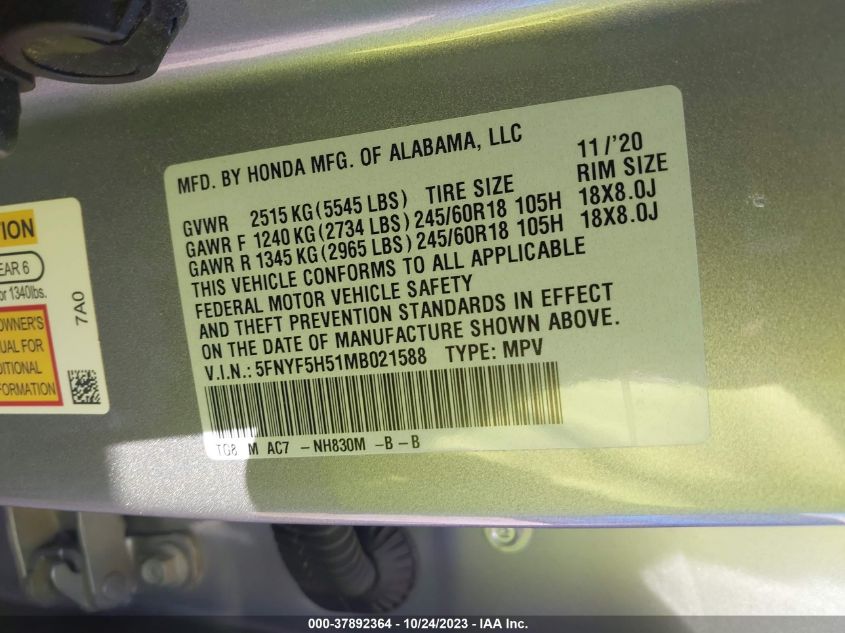 MFD. BY HONDA MFG. OF ALABAMA, LLC 11/'20
GVWR 2515 KG (5545 LBS) TIRE SIZE RIM SIZE
GAWR F 1240 KG (2734 LBS) 245/60R18 105H 18X8.0J
GAWR R 1345 KG (2965 LBS) 245/60R18 105H 18X8.0J
THIS VEHICLE CONFORMS TO ALL APPLICABLE
FEDERAL MOTOR VEHICLE SAFETY
AND THEFT PREVENTION STANDARDS IN EFFECT
ON THE DATE OF MANUFACTURE SHOWN ABOVE.
V.I.N.: 5FNYF5H51MB021588 TYPE: MPV
AC7 -NH830M -B-B
TION
EAR 6
or 1340lbs.
7A0
OWNER'S
UAL FOR
DITIONAL
FORMATION
000-37892364 - 10/24/2023 - IAA Inc.